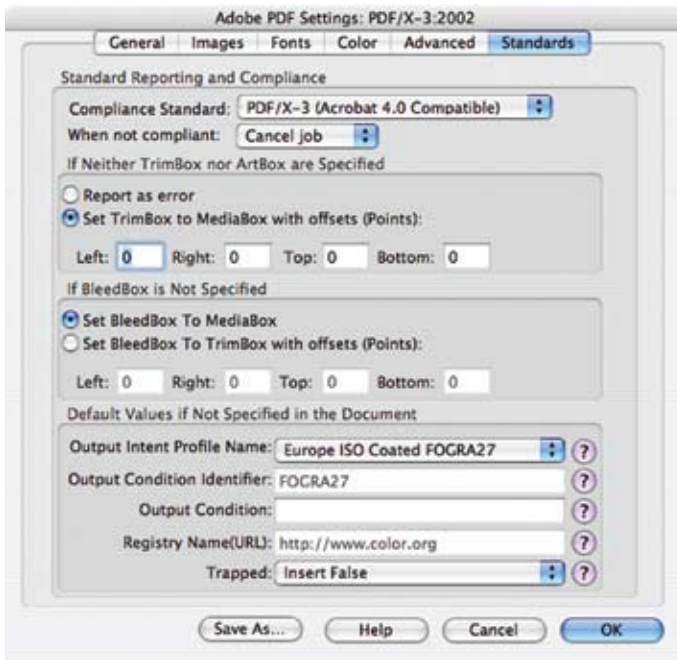 Adobe PDF Settings: PDF/X-3:2002
General Images Fonts Color Advanced Standards
Standard Reporting and Compliance
Compliance Standard: PDF/X-3 (Acrobat 4.0 Compatible)
When not compliant: Cancel job
If Neither TrimBox nor ArtBox are Specified
Report as error
Set TrimBox to MediaBox with offsets (Points):
Left: 0 Right: 0 Top: 0 Bottom: 0
If BleedBox is Not Specified
Set BleedBox To MediaBox
Set BleedBox To TrimBox with offsets (Points):
Left: 0 Right: 0 Top: 0 Bottom: 0
Default Values if Not Specified in the Document
Output Intent Profile Name: Europe ISO Coated FOGRA27 ?
Output Condition Identifier: FOGRA27 ?
Output Condition: ?
Registry Name(URL): http://www.color.org ?
Trapped: Insert False ?
Save As... Help Cancel OK